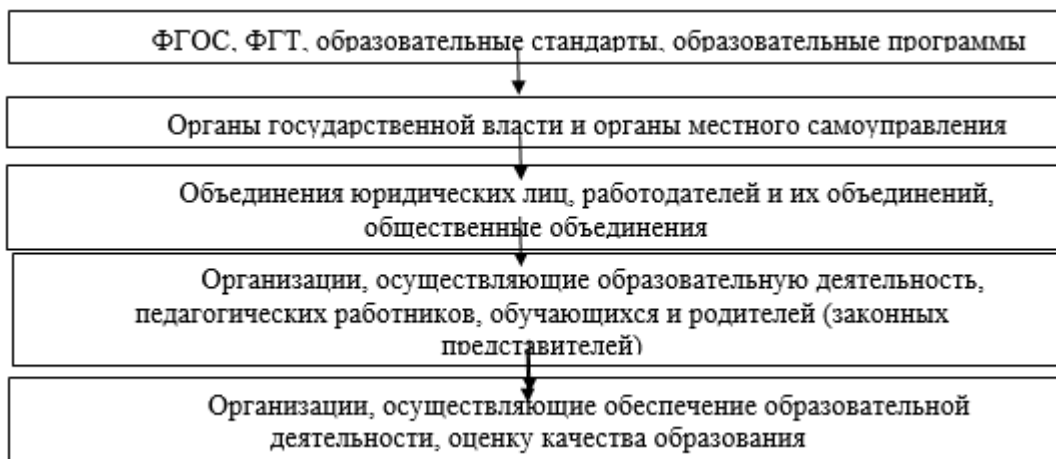 ФГОС, ФГТ, образовательные стандарты, образовательные программы
Органы государственной власти и органы местного самоуправления
Объединения юридических лиц, работодателей и их объединений,
общественные объединения
Организации, осуществляющие образовательную деятельность,
педагогических работников, обучающихся и родителей (законных
представителей)
Организации, осуществляющие обеспечение образовательной
деятельности, оценку качества образования